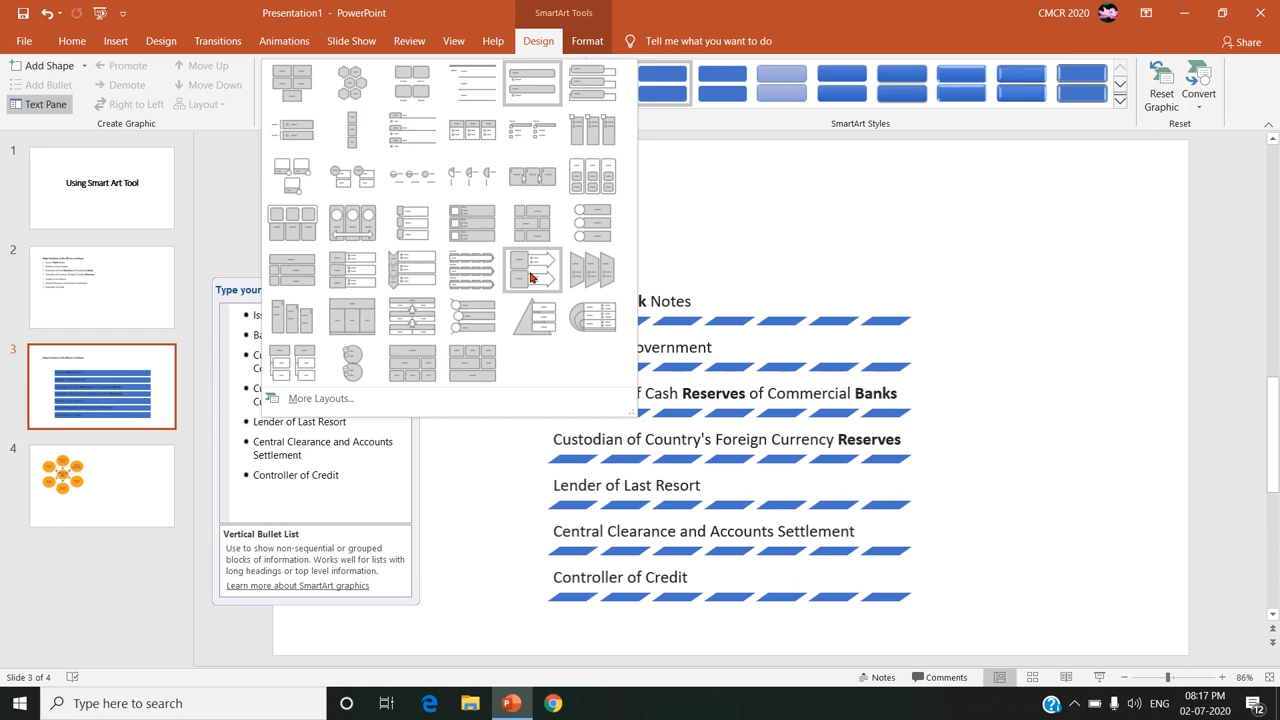 Presentation1 - PowerPoint
SmartArt Tools
CMCR 2020
File
Home
Insert
Design
Transitions
Animations
Slide Show
Review
View
Help
Design
Format
Tell me what you want to do
Share
Add Shape
Promote
Move Up
Add Bullet
Demote
Move Down
Text Pane
Right to Left
Layout
Create Graphic
Reset
Graphic
Convert
SmartArt Styles
Reset
1
Using Smart Art Tool
2
3
4
Type your
Lender of Last Resort
Central Clearance and Accounts
Settlement
Controller of Credit
Vertical Bullet List
Use to show non-sequential or grouped
blocks of information. Works well for lists with
long headings or top level information.
Learn more about SmartArt graphics
More Layouts...
k Notes
overnment
f Cash Reserves of Commercial Banks
Custodian of Country's Foreign Currency Reserves
Lender of Last Resort
Central Clearance and Accounts Settlement
Controller of Credit
Slide 3 of 4
Notes
Comments
86%
Type here to search
ENG
08:17 PM
02-07-2020
12